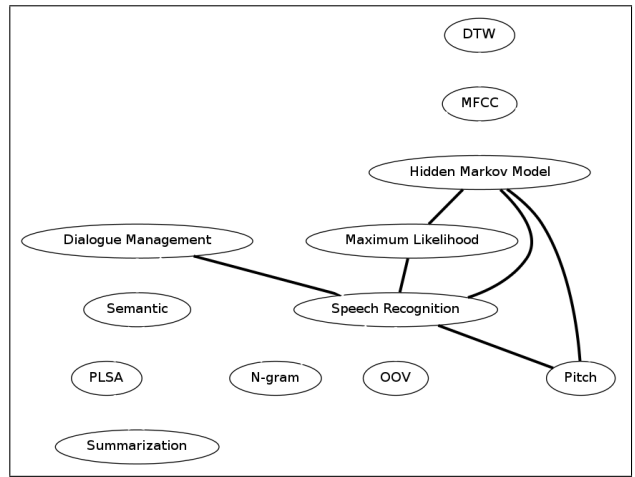 DTW
MFCC
Hidden Markov Model
Dialogue Management
Maximum Likelihood
Semantic
Speech Recognition
PLSA
N-gram
OOV
Pitch
Summarization